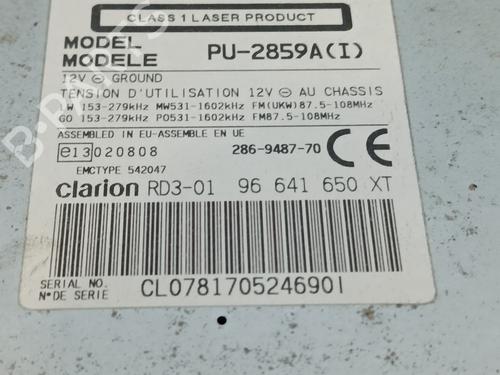 CLASS 1 LASER PRODUCT
MODEL PU-2859A(I)
MODELE
12V ⊖ GROUND
TENSION D'UTILISATION 12V ⊖ AU CHASSIS
LW 153-279kHz MW531-1602kHz FM(UKW)87.5-108MHz
GO 153-279kHz PO531-1602kHz FM87.5-108MHz
ASSEMBLED IN EU-ASSEMBLE EN UE
e13 020808 286-9487-70 CE
EMCTYPE 542047
clarion RD3-01 96 641 650 XT
SERIAL NO.
N° DE SERIE CL0781705246901